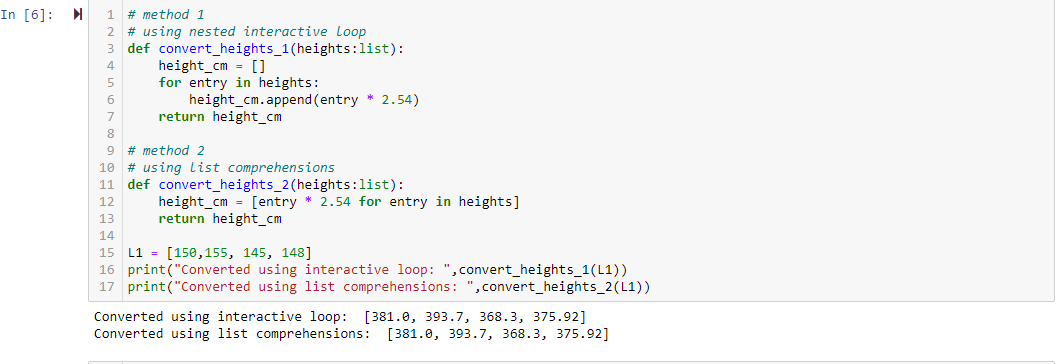 In [6]:
1 # method 1
2 # using nested interactive loop
3 def convert_heights_1(heights:list):
4     height_cm = []
5     for entry in heights:
6         height_cm.append(entry * 2.54)
7     return height_cm
8
9 # method 2
10 # using list comprehensions
11 def convert_heights_2(heights:list):
12     height_cm = [entry * 2.54 for entry in heights]
13     return height_cm
14
15 L1 = [150,155, 145, 148]
16 print("Converted using interactive loop: ",convert_heights_1(L1))
17 print("Converted using list comprehensions: ",convert_heights_2(L1))
Converted using interactive loop:  [381.0, 393.7, 368.3, 375.92]
Converted using list comprehensions:  [381.0, 393.7, 368.3, 375.92]